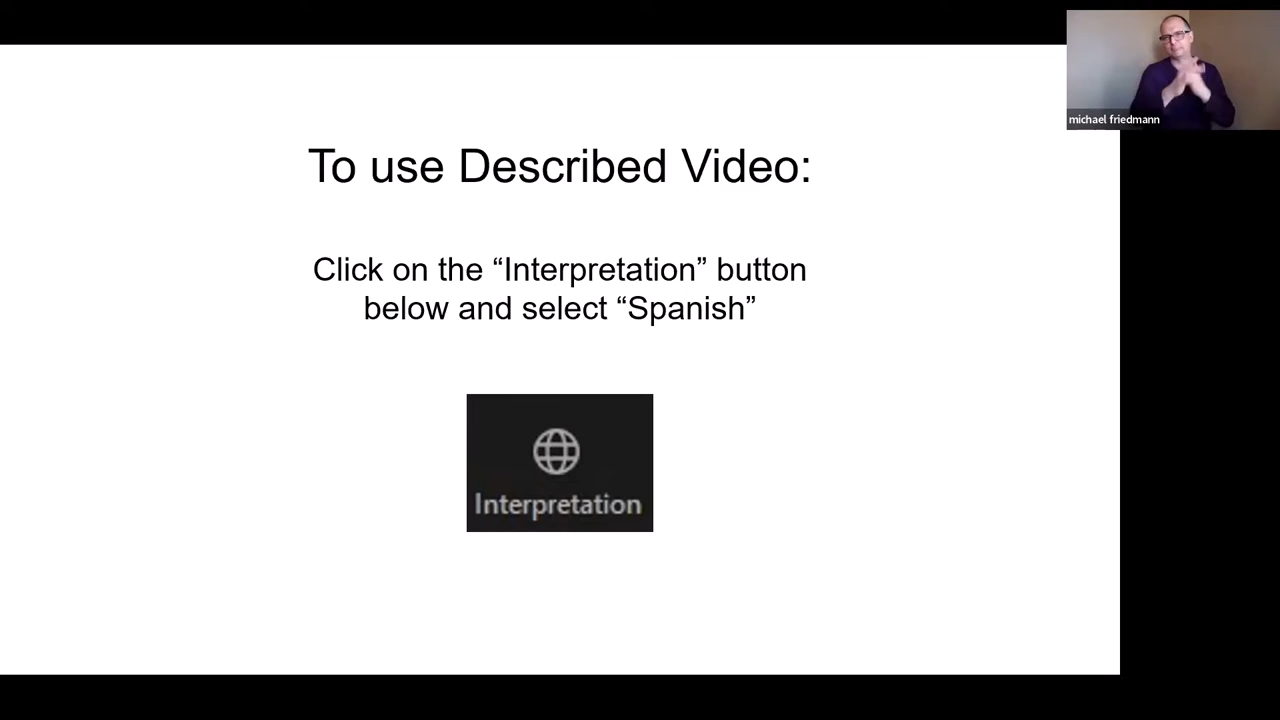 michael friedmann
To use Described Video:
Click on the “Interpretation” button
below and select “Spanish”
Interpretation